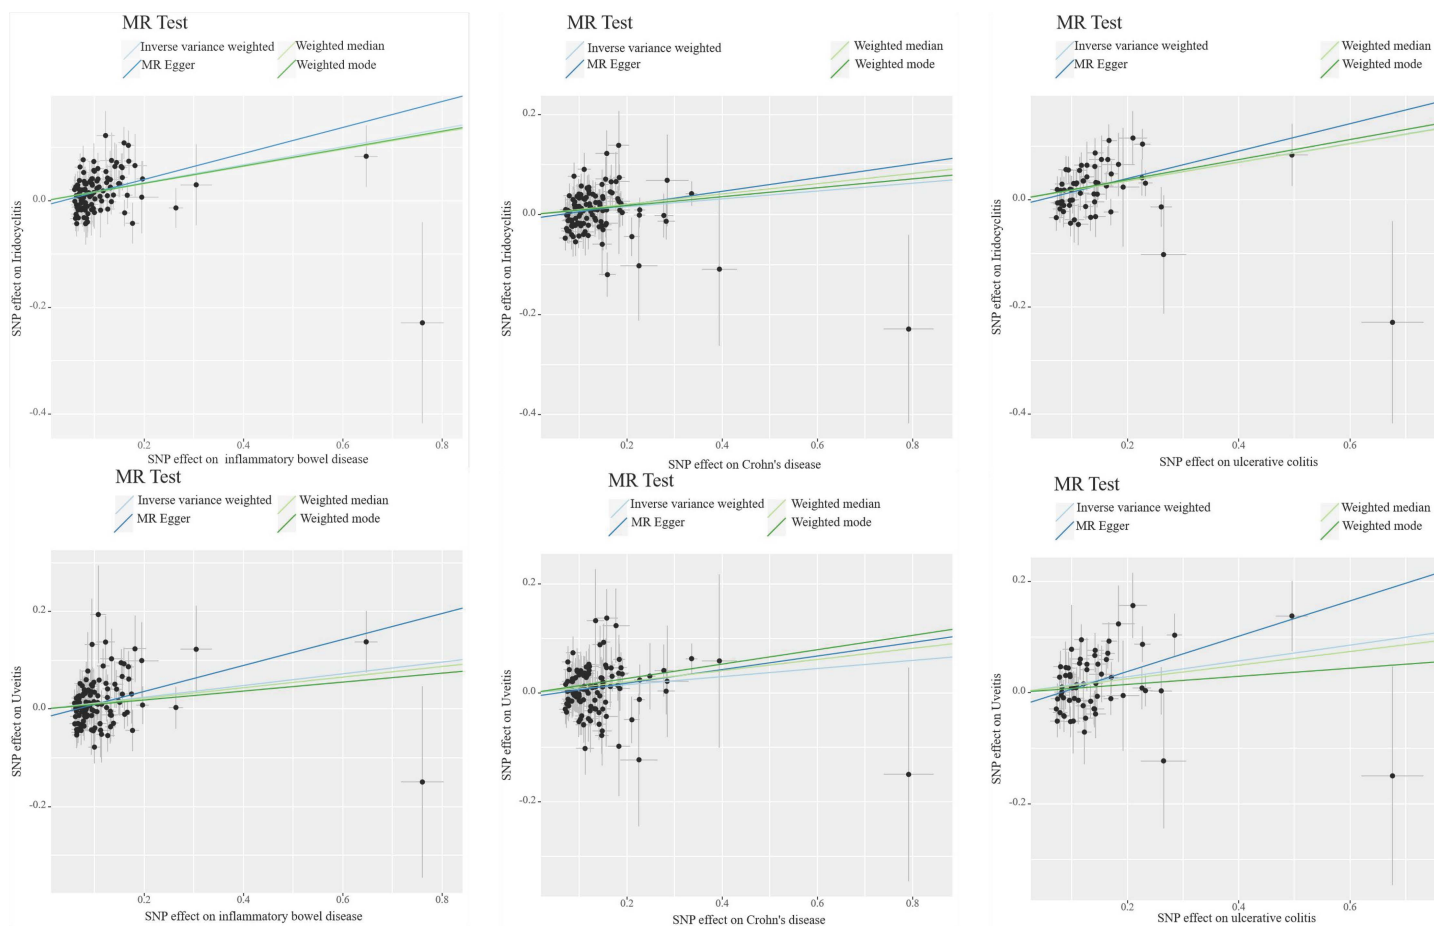 MR Test
Inverse variance weighted
Weighted median
MR Egger
Weighted mode
SNP effect on Iridocyclitis
0.0
-0.2
-0.4
0.2
0.4
0.6
0.8
SNP effect on  inflammatory bowel disease
MR Test
Inverse variance weighted
Weighted median
MR Egger
Weighted mode
SNP effect on Iridocyclitis
0.2
0.0
-0.2
-0.4
0.2
0.4
0.6
0.8
SNP effect on Crohn's disease
MR Test
Inverse variance weighted
Weighted median
MR Egger
Weighted mode
SNP effect on Iridocyclitis
0.0
-0.2
-0.4
0.2
0.4
0.6
SNP effect on ulcerative colitis
MR Test
Inverse variance weighted
Weighted median
MR Egger
Weighted mode
SNP effect on Uveitis
0.2
0.0
-0.2
0.2
0.4
0.6
0.8
SNP effect on inflammatory bowel disease
MR Test
Inverse variance weighted
Weighted median
MR Egger
Weighted mode
SNP effect on Uveitis
0.2
0.0
-0.2
0.2
0.4
0.6
0.8
SNP effect on Crohn's disease
MR Test
Inverse variance weighted
Weighted median
MR Egger
Weighted mode
SNP effect on Uveitis
0.2
0.0
-0.2
0.2
0.4
0.6
SNP effect on ulcerative colitis